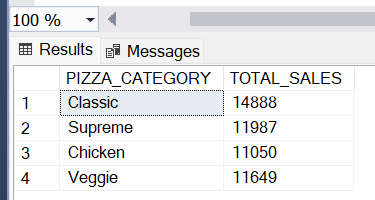 100 %
Results Messages
PIZZA_CATEGORY TOTAL_SALES
1 Classic 14888
2 Supreme 11987
3 Chicken 11050
4 Veggie 11649